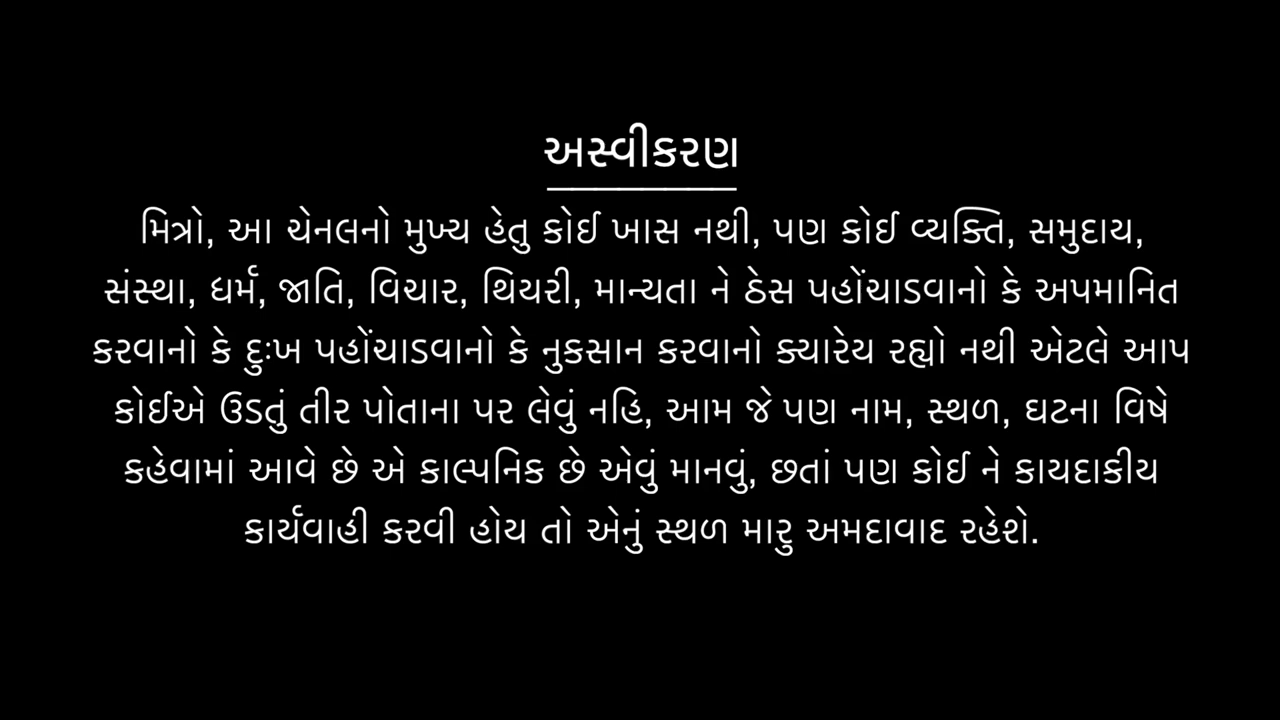 અસ્વીકરણ
મિત્રો, આ ચેનલનો મુખ્ય હેતુ કોઈ ખાસ નથી, પણ કોઈ વ્યક્તિ, સમુદાય,
સંસ્થા, ધર્મ, જાતિ, વિચાર, થિયરી, માન્યતા ને ઠેસ પહોંચાડવાનો કે અપમાનિત
કરવાનો કે દુઃખ પહોંચાડવાનો કે નુકસાન કરવાનો ક્યારેય રહ્યો નથી એટલે આપ
કોઈએ ઉડતું તીર પોતાના પર લેવું નહિ, આમ જે પણ નામ, સ્થળ, ઘટના વિષે
કહેવામાં આવે છે એ કાલ્પનિક છે એવું માનવું, છતાં પણ કોઈ ને કાયદાકીય
કાર્યવાહી કરવી હોય તો એનું સ્થળ મારુ અમદાવાદ રહેશે.